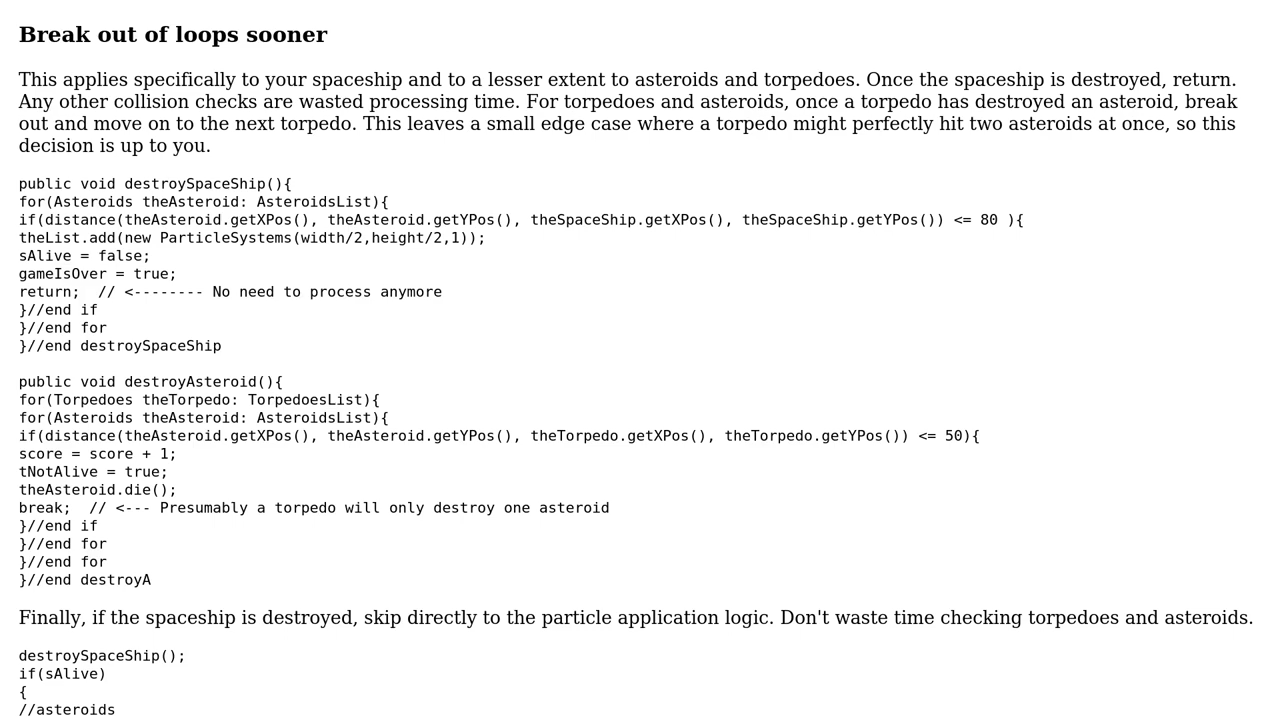 Break out of loops sooner
This applies specifically to your spaceship and to a lesser extent to asteroids and torpedoes. Once the spaceship is destroyed, return.
Any other collision checks are wasted processing time. For torpedoes and asteroids, once a torpedo has destroyed an asteroid, break
out and move on to the next torpedo. This leaves a small edge case where a torpedo might perfectly hit two asteroids at once, so this
decision is up to you.
public void destroySpaceShip(){
for(Asteroids theAsteroid: AsteroidsList){
if(distance(theAsteroid.getXPos(), theAsteroid.getYPos(), theSpaceShip.getXPos(), theSpaceShip.getYPos()) <= 80 ){
theList.add(new ParticleSystems(width/2,height/2,1));
sAlive = false;
gameIsOver = true;
return;  // <-------- No need to process anymore
}//end if
}//end for
}//end destroySpaceShip
public void destroyAsteroid(){
for(Torpedoes theTorpedo: TorpedoesList){
for(Asteroids theAsteroid: AsteroidsList){
if(distance(theAsteroid.getXPos(), theAsteroid.getYPos(), theTorpedo.getXPos(), theTorpedo.getYPos()) <= 50){
score = score + 1;
tNotAlive = true;
theAsteroid.die();
break;  // <--- Presumably a torpedo will only destroy one asteroid
}//end if
}//end for
}//end for
}//end destroyA
Finally, if the spaceship is destroyed, skip directly to the particle application logic. Don't waste time checking torpedoes and asteroids.
destroySpaceShip();
if(sAlive)
{
//asteroids